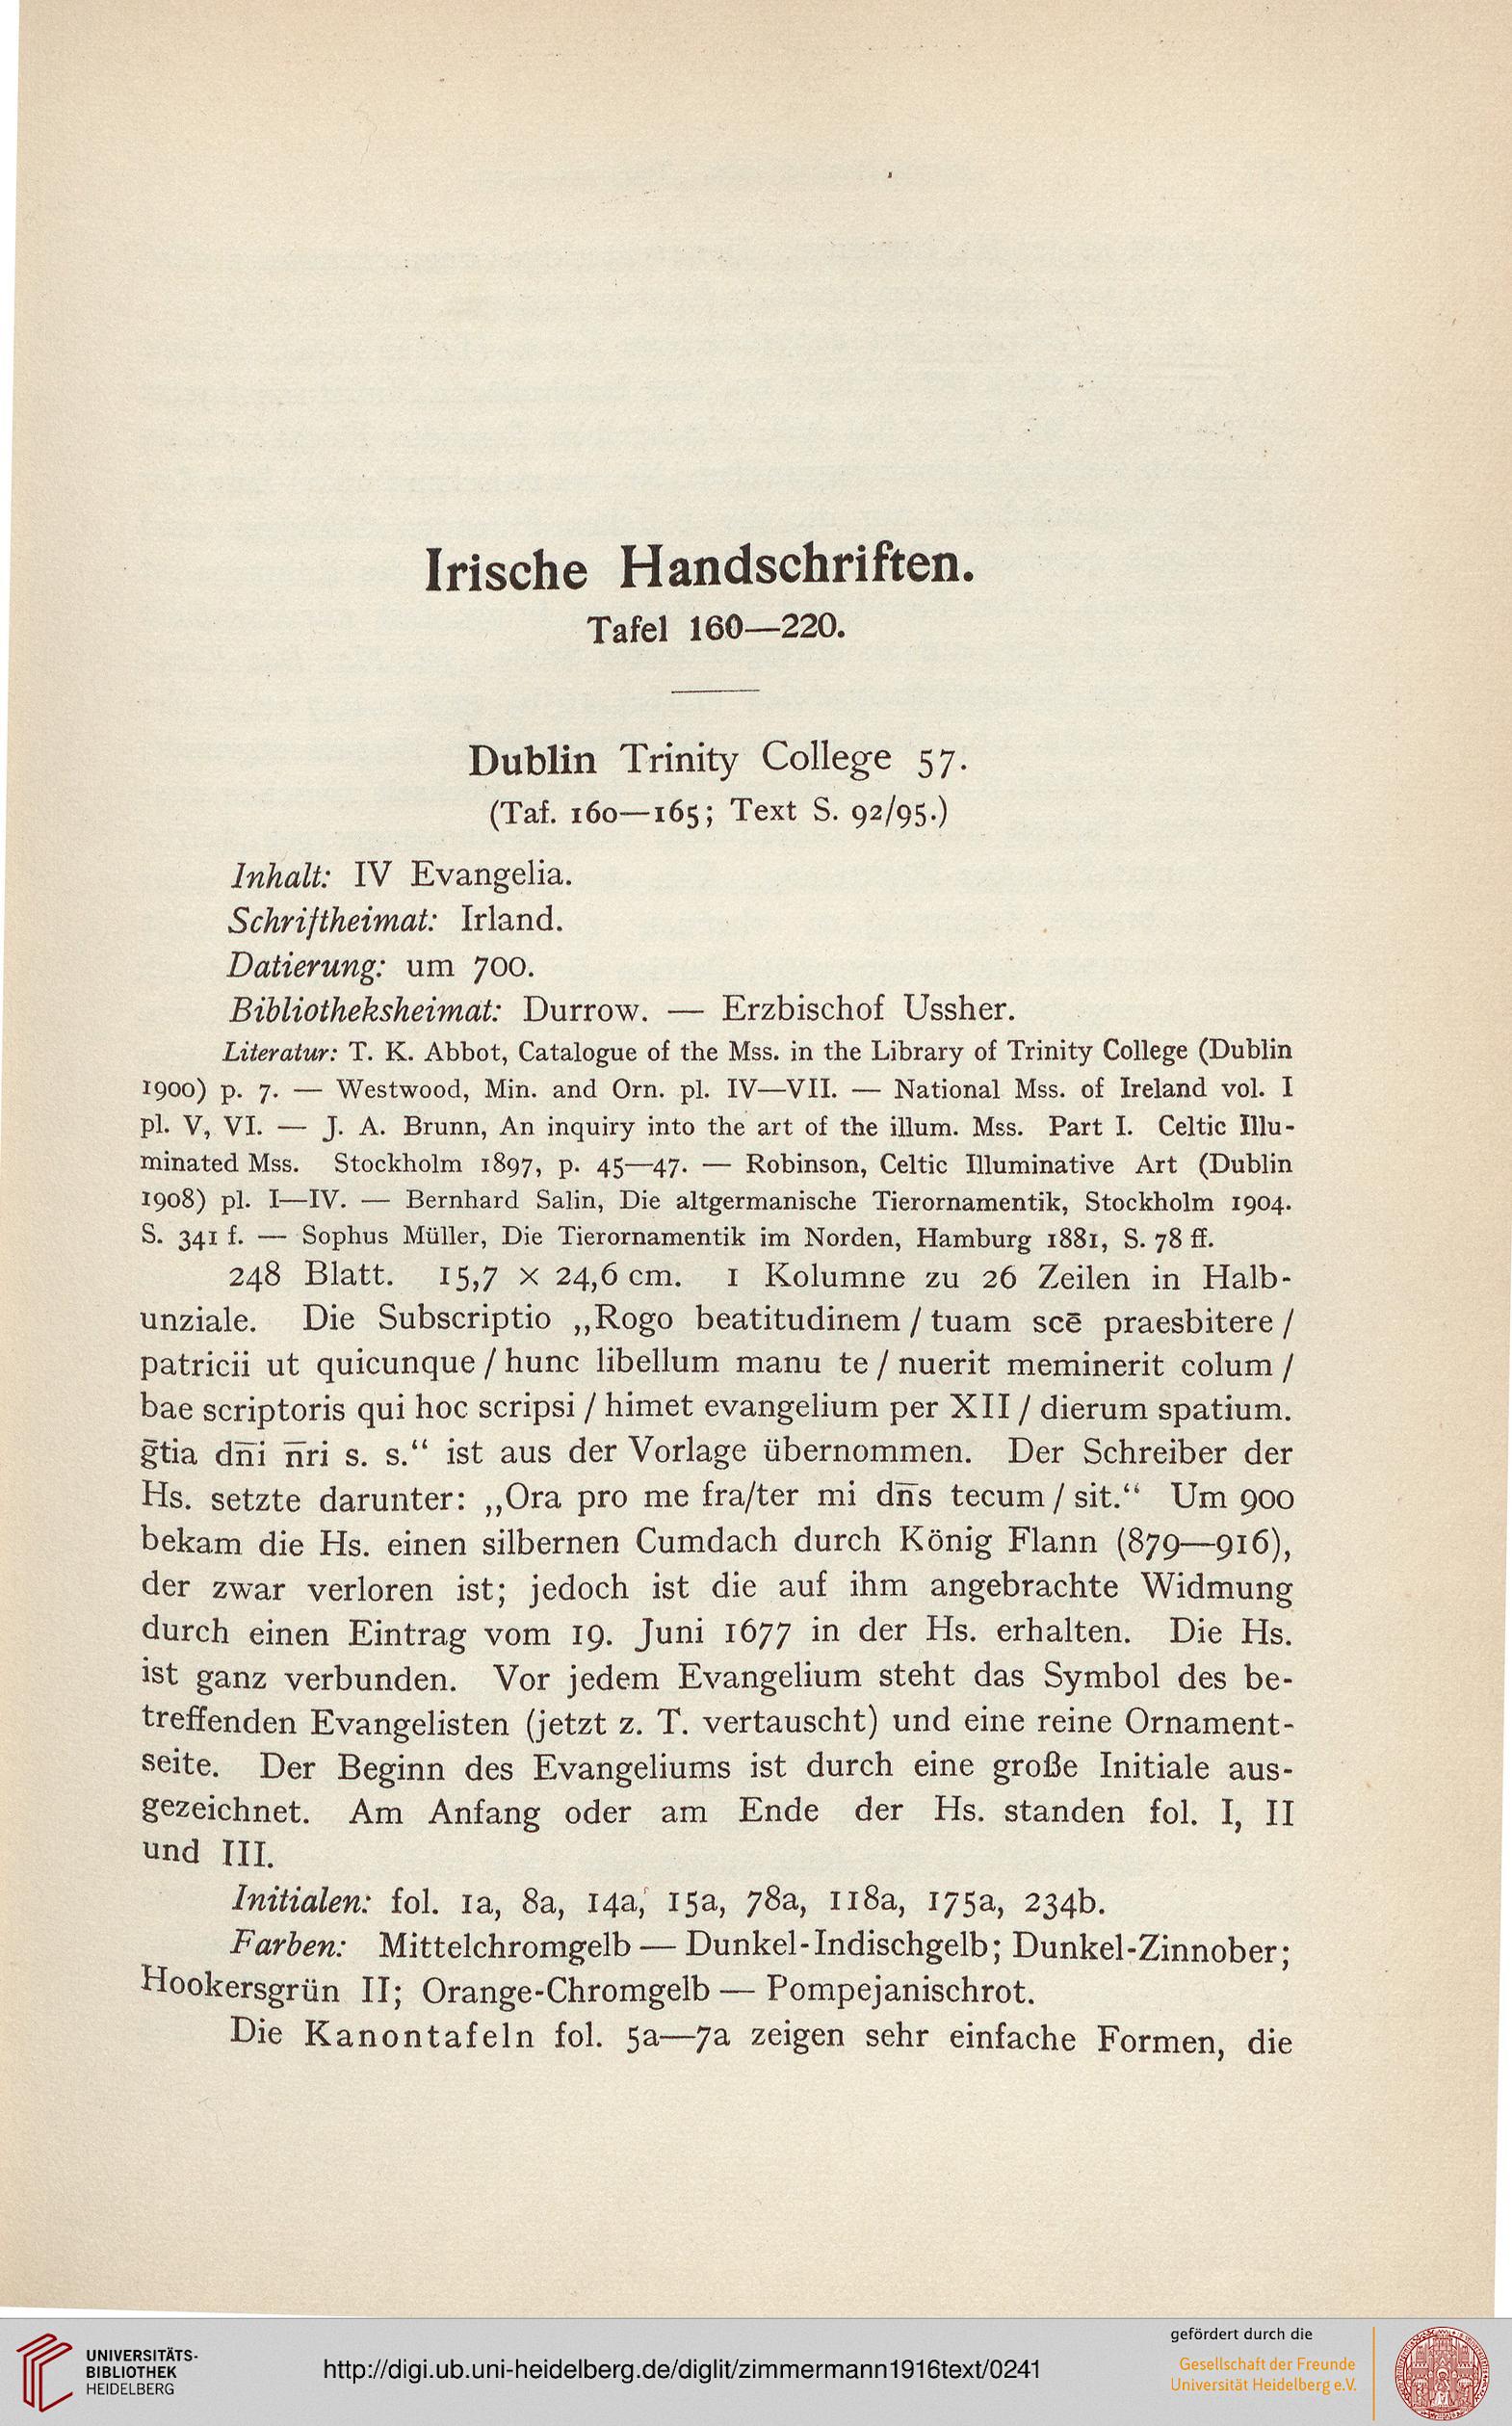 Irische Handschriften.
Tafel 160—220.
Dublin Trinity College 57.
(Taf. 160—165; Text S. 92/95.)
Inhalt: IV Evangelia.
Schriftheimat: Irland.
Datierung: um 700.
Bibliotheksheimat: Durrow. — Erzbischof Ussher.
Literatur: T. K. Abbot, Catalogue of the Mss. in the Library of Trinity College (Dublin
1900) p. 7. — Westwood, Min. and Orn. pl. IV—VII. — National Mss. of Ireland vol. I
pl. V, VI. — J. A. Brunn, An inquiry into the art of the illum. Mss. Part I. Celtic Illu-
minated Mss. Stockholm 1897, p. 45—47. — Robinson, Celtic Illuminative Art (Dublin
1908) pl. I—IV. — Bernhard Salin, Die altgermanische Tierornamentik, Stockholm 1904.
S. 341 f. — Sophus Müller, Die Tierornamentik im Norden, Hamburg 1881, S. 78 ff.
248 Blatt. 15,7 × 24,6 cm. 1 Kolumne zu 26 Zeilen in Halb-
unziale. Die Subscriptio „Rogo beatitudinem / tuam scē praesbitere /
patricii ut quicunque / hunc libellum manu te / nuerit meminerit colum /
bae scriptoris qui hoc scripsi / himet evangelium per XII / dierum spatium.
g̅tia dn̅i n̅ri s. s.“ ist aus der Vorlage übernommen. Der Schreiber der
Hs. setzte darunter: „Ora pro me fra/ter mi dn̅s tecum / sit.“ Um 900
bekam die Hs. einen silbernen Cumdach durch König Flann (879—916),
der zwar verloren ist; jedoch ist die auf ihm angebrachte Widmung
durch einen Eintrag vom 19. Juni 1677 in der Hs. erhalten. Die Hs.
ist ganz verbunden. Vor jedem Evangelium steht das Symbol des be-
treffenden Evangelisten (jetzt z. T. vertauscht) und eine reine Ornament-
seite. Der Beginn des Evangeliums ist durch eine große Initiale aus-
gezeichnet. Am Anfang oder am Ende der Hs. standen fol. I, II
und III.
Initialen: fol. 1a, 8a, 14a, 15a, 78a, 118a, 175a, 234b.
Farben: Mittelchromgelb — Dunkel-Indischgelb; Dunkel-Zinnober;
Hookersgrün II; Orange-Chromgelb — Pompejanischrot.
Die Kanontafeln fol. 5a—7a zeigen sehr einfache Formen, die
UNIVERSITÄTS-
BIBLIOTHEK
HEIDELBERG
http://digi.ub.uni-heidelberg.de/diglit/zimmermann1916text/0241
gefördert durch die
Gesellschaft der Freunde
Universität Heidelberg e.V.